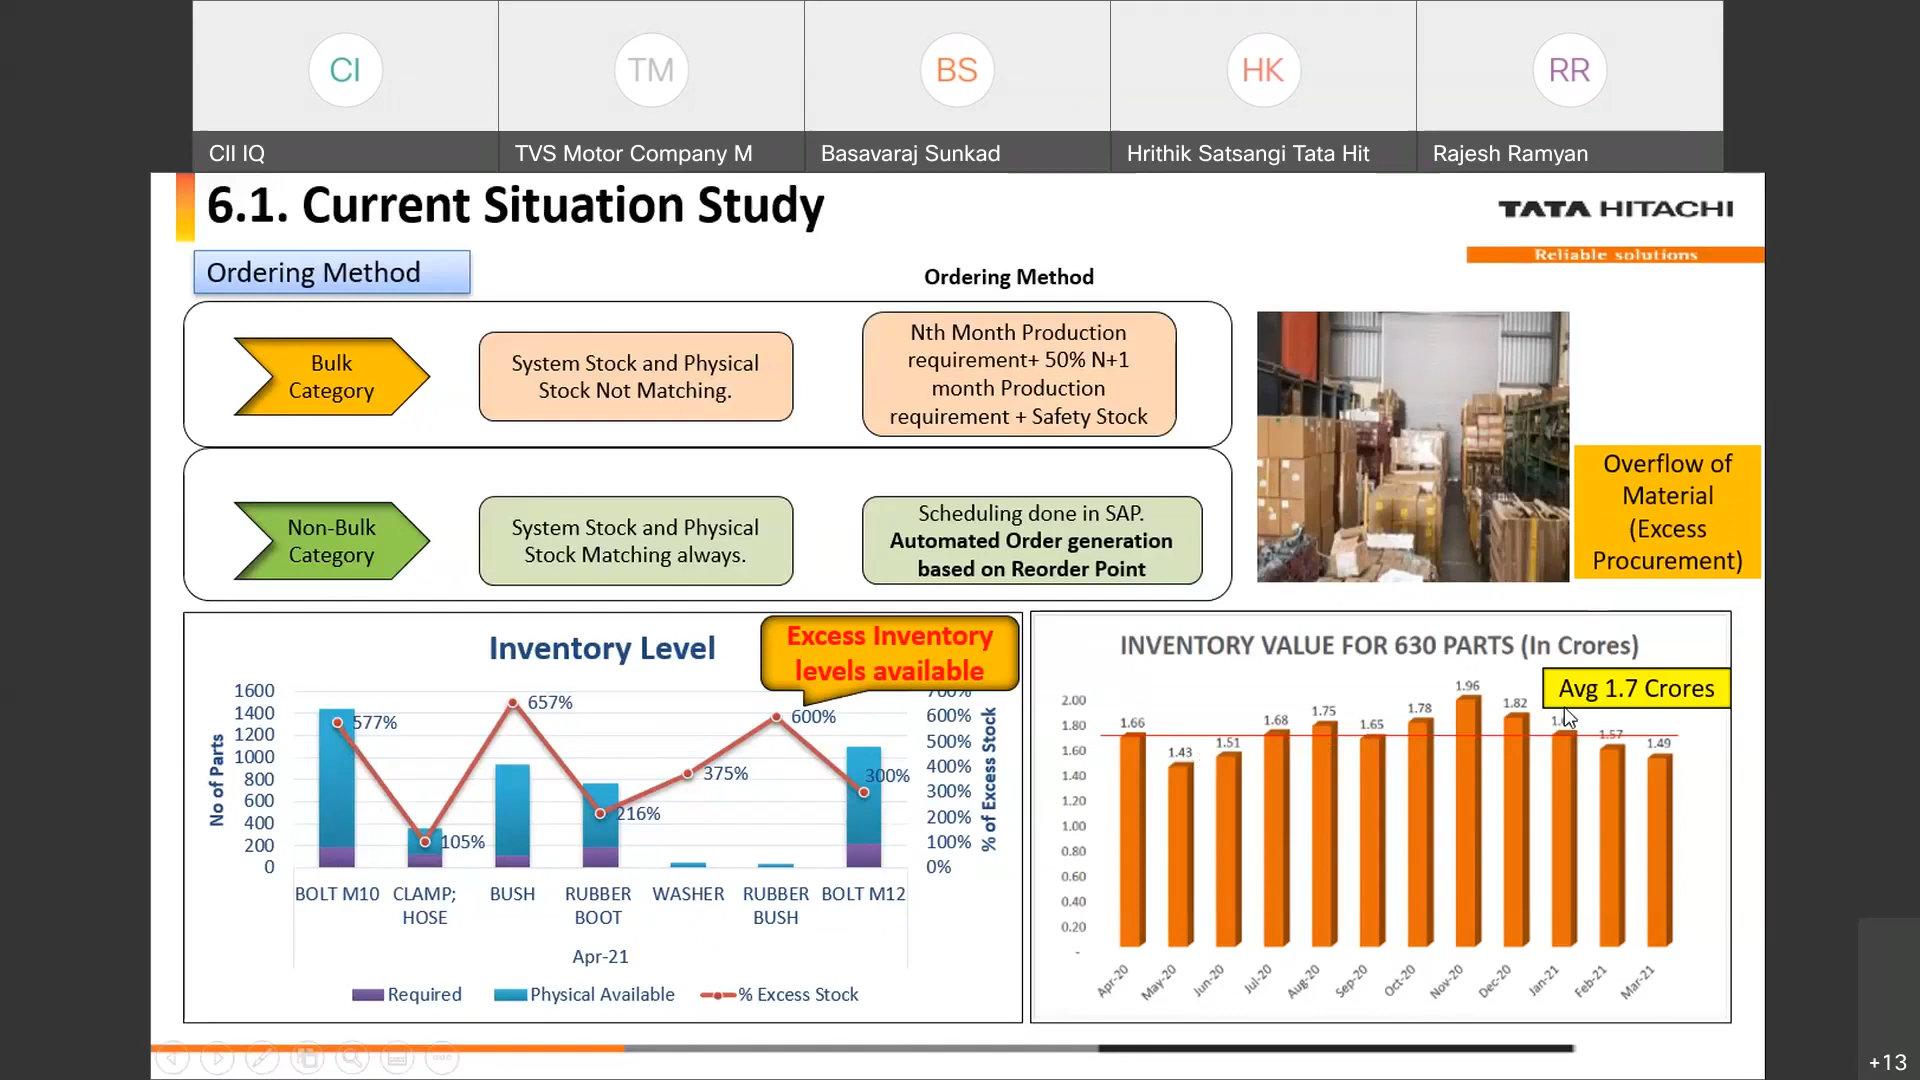 CI
TM
BS
HK
RR
CII IQ
TVS Motor Company M
Basavaraj Sunkad
Hrithik Satsangi Tata Hit
Rajesh Ramyan
6.1. Current Situation Study
TATA HITACHI
Reliable solutions
Ordering Method
Ordering Method
Bulk
Category
System Stock and Physical
Stock Not Matching.
Nth Month Production
requirement+ 50% N+1
month Production
requirement + Safety Stock
Non-Bulk
Category
System Stock and Physical
Stock Matching always.
Scheduling done in SAP.
Automated Order generation
based on Reorder Point
Overflow of
Material
(Excess
Procurement)
Inventory Level
Excess Inventory
levels available
No of Parts
1600
1400
1200
1000
800
600
400
200
0
577%
105%
657%
216%
375%
600%
300%
700%
600%
500%
400%
300%
200%
100%
0%
% of Excess Stock
BOLT M10
CLAMP;
HOSE
BUSH
RUBBER
BOOT
WASHER
RUBBER
BUSH
BOLT M12
Apr-21
Required
Physical Available
% Excess Stock
INVENTORY VALUE FOR 630 PARTS (In Crores)
Avg 1.7 Crores
2.00
1.80
1.60
1.40
1.20
1.00
0.80
0.60
0.40
0.20
-
1.66
1.43
1.51
1.68
1.75
1.65
1.78
1.96
1.82
1.57
1.49
Apr-20
May-20
Jun-20
Jul-20
Aug-20
Sep-20
Oct-20
Nov-20
Dec-20
Jan-21
Feb-21
Mar-21
+13